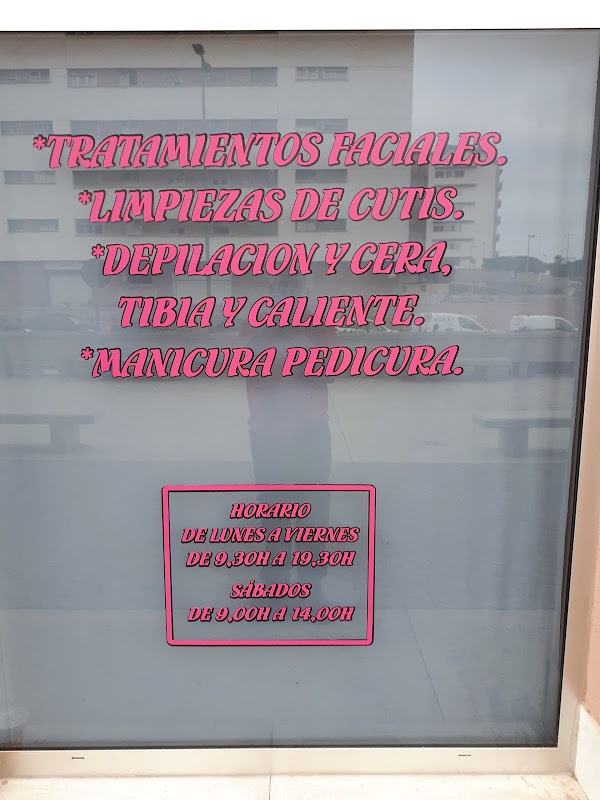 *TRATAMIENTOS FACIALES.
*LIMPIEZAS DE CUTIS.
*DEPILACION Y CERA,
TIBIA Y CALIENTE.
*MANICURA PEDICURA.
HORARIO
DE LUNES A VIERNES
DE 9,30H A 19,30H
SÁBADOS
DE 9,00H A 14,00H